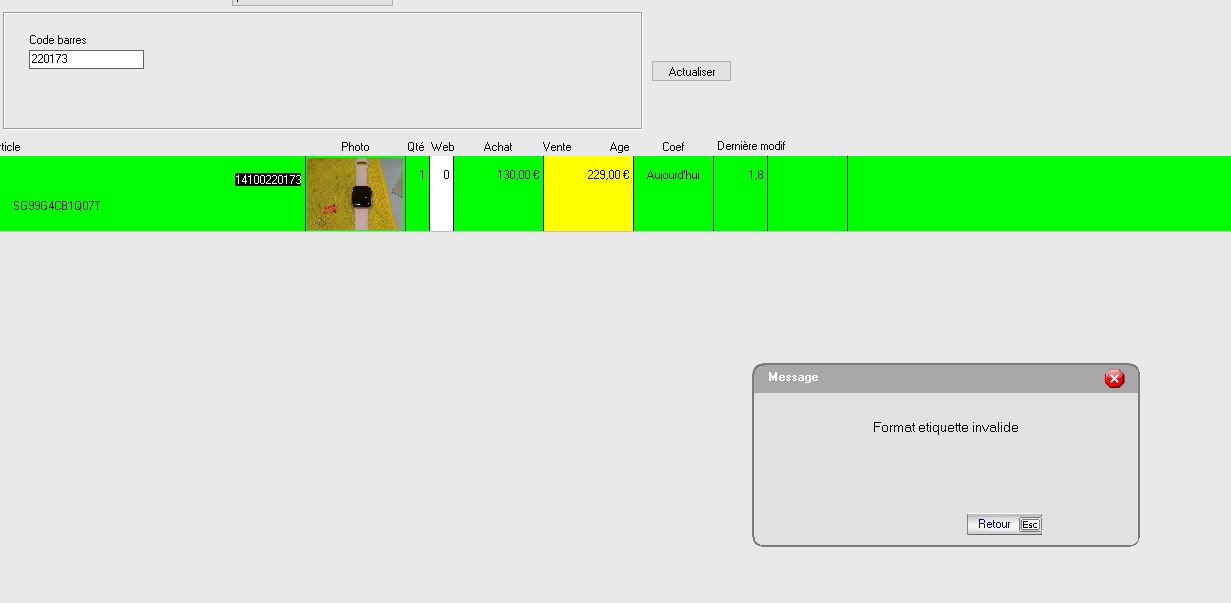 Code barres
220173
Actualiser
rticle Photo Qté Web Achat Vente Age Coef Dernière modif
14100220173 1 0 130,00 € 229,00 € Aujourd'hui 1,8
SG99G4CB1Q07T
Message
Format etiquette invalide
Retour Esc